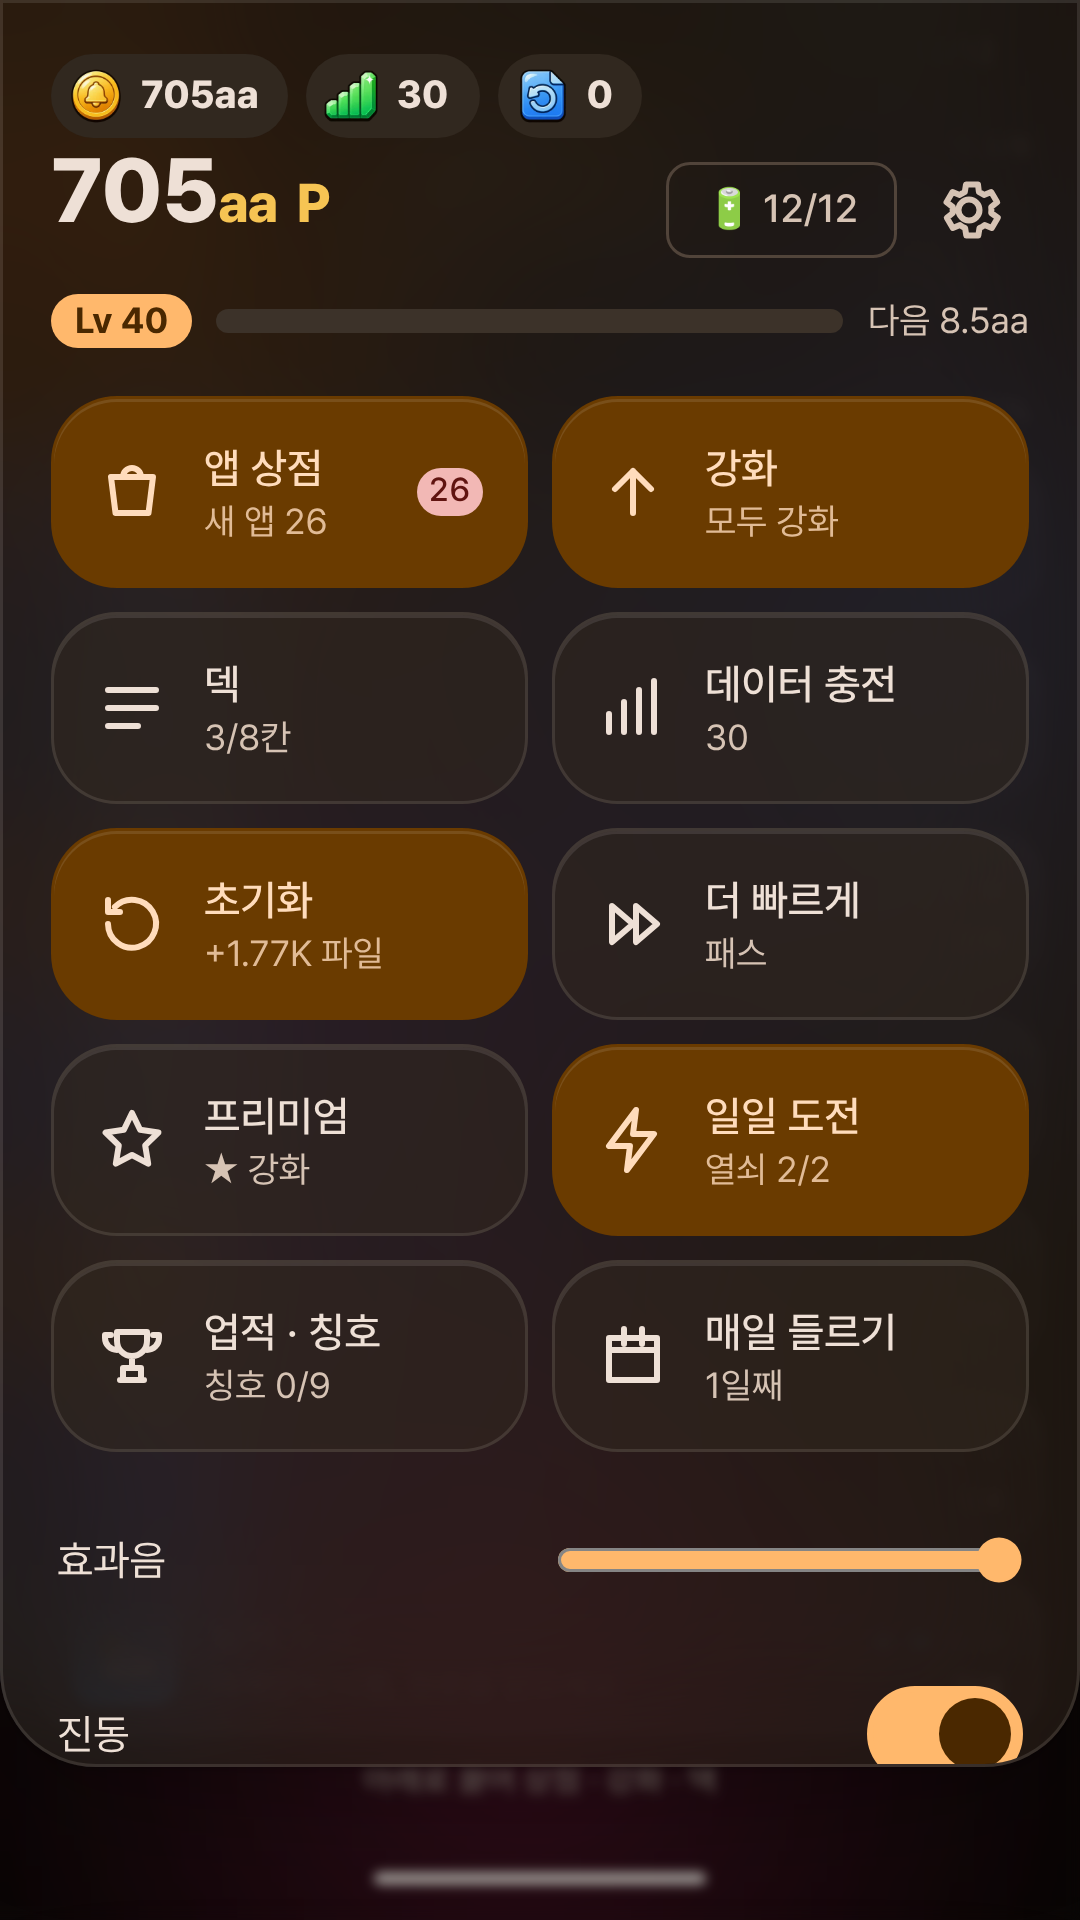 705aa
30
0
705aa P
12/12
Lv 40
다음 8.5aa
앱 상점
새 앱 26
26
강화
모두 강화
덱
3/8칸
데이터 충전
30
초기화
+1.77K 파일
더 빠르게
패스
프리미엄
★ 강화
일일 도전
열쇠 2/2
업적 · 칭호
칭호 0/9
매일 들르기
1일째
효과음
진동